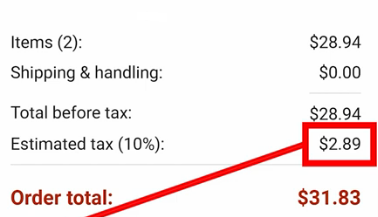 Items (2): $28.94
Shipping & handling: $0.00
Total before tax: $28.94
Estimated tax (10%): $2.89
Order total: $31.83